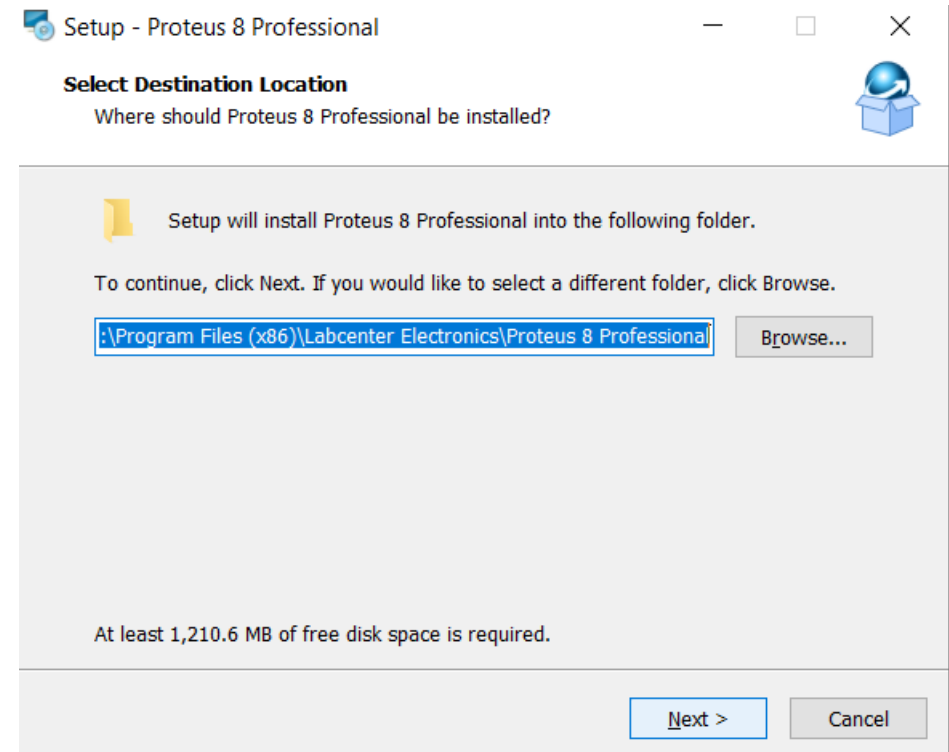 Setup - Proteus 8 Professional
Select Destination Location
Where should Proteus 8 Professional be installed?
Setup will install Proteus 8 Professional into the following folder.
To continue, click Next. If you would like to select a different folder, click Browse.
:\Program Files (x86)\Labcenter Electronics\Proteus 8 Professional
Browse...
At least 1,210.6 MB of free disk space is required.
Next >
Cancel